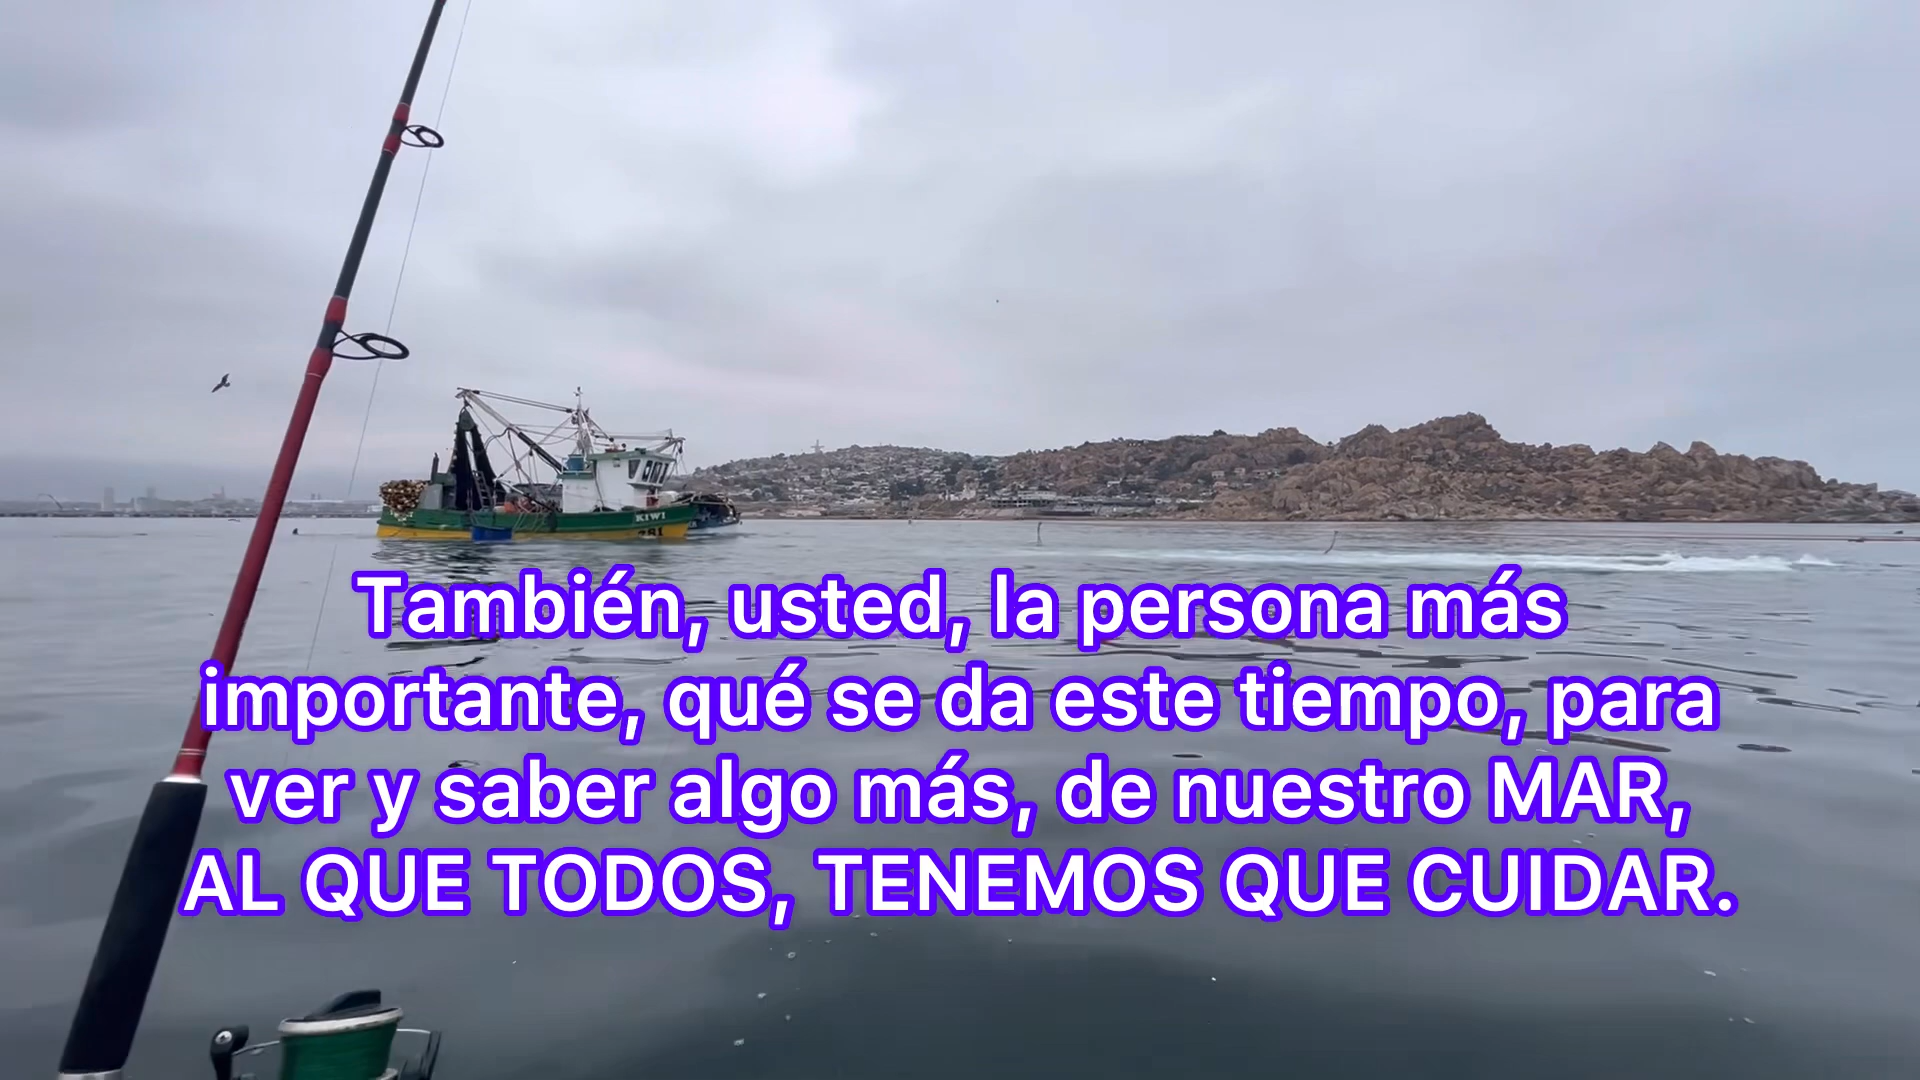 KIWI
También, usted, la persona más
importante, qué se da este tiempo, para
ver y saber algo más, de nuestro MAR,
AL QUE TODOS, TENEMOS QUE CUIDAR.